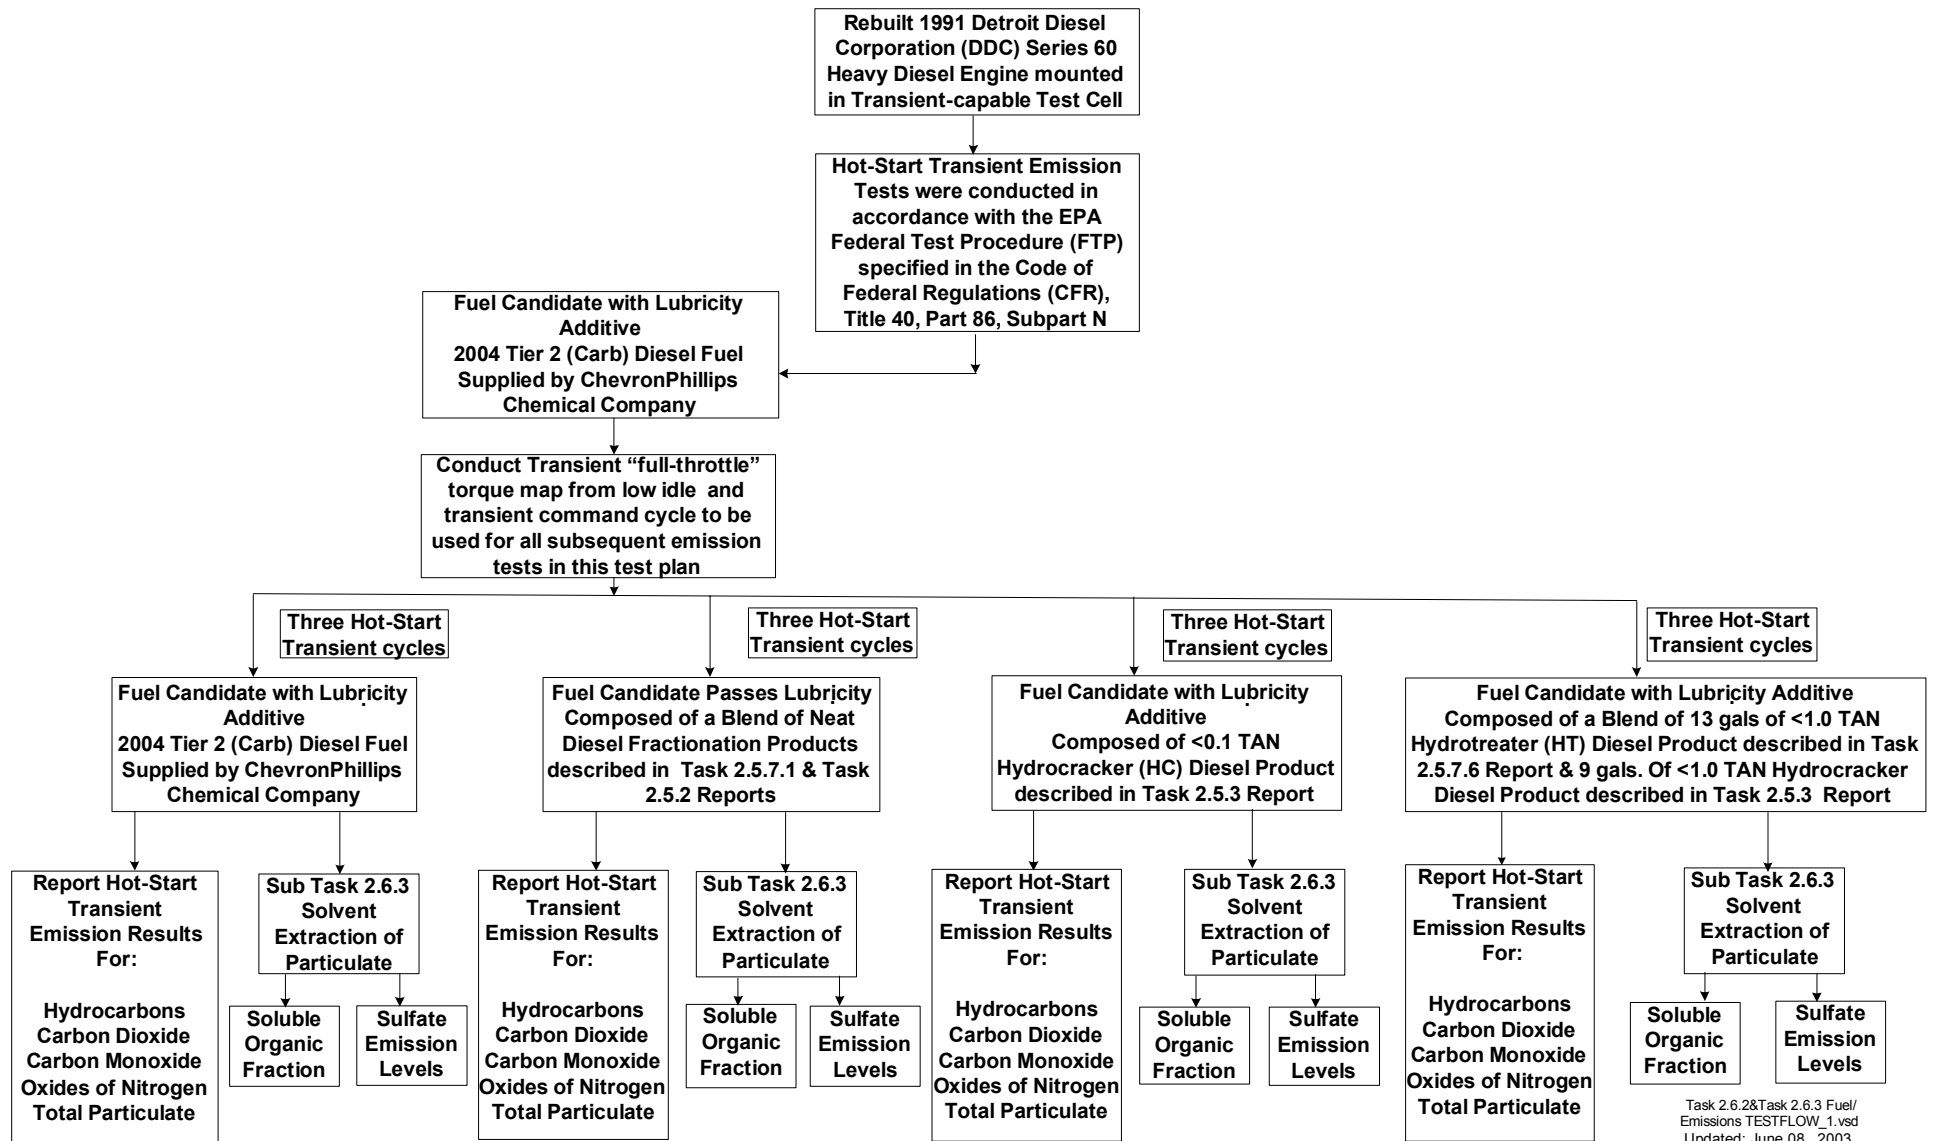 Rebuilt 1991 Detroit Diesel
Corporation (DDC) Series 60
Heavy Diesel Engine mounted
in Transient-capable Test Cell
Hot-Start Transient Emission
Tests were conducted in
accordance with the EPA
Federal Test Procedure (FTP)
specified in the Code of
Federal Regulations (CFR),
Title 40, Part 86, Subpart N
Fuel Candidate with Lubricity
Additive
2004 Tier 2 (Carb) Diesel Fuel
Supplied by ChevronPhillips
Chemical Company
Conduct Transient “full-throttle”
torque map from low idle and
transient command cycle to be
used for all subsequent emission
tests in this test plan
Three Hot-Start
Transient cycles
Three Hot-Start
Transient cycles
Three Hot-Start
Transient cycles
Three Hot-Start
Transient cycles
Fuel Candidate with Lubricity
Additive
2004 Tier 2 (Carb) Diesel Fuel
Supplied by ChevronPhillips
Chemical Company
Fuel Candidate Passes Lubricity
Composed of a Blend of Neat
Diesel Fractionation Products
described in Task 2.5.7.1 & Task
2.5.2 Reports
Fuel Candidate with Lubricity
Additive
Composed of <0.1 TAN
Hydrocracker (HC) Diesel Product
described in Task 2.5.3 Report
Fuel Candidate with Lubricity Additive
Composed of a Blend of 13 gals of <1.0 TAN
Hydrotreater (HT) Diesel Product described in Task
2.5.7.6 Report & 9 gals. Of <1.0 TAN Hydrocracker
Diesel Product described in Task 2.5.3 Report
Report Hot-Start
Transient
Emission Results
For:
Hydrocarbons
Carbon Dioxide
Carbon Monoxide
Oxides of Nitrogen
Total Particulate
Sub Task 2.6.3
Solvent
Extraction of
Particulate
Soluble
Organic
Fraction
Sulfate
Emission
Levels
Report Hot-Start
Transient
Emission Results
For:
Hydrocarbons
Carbon Dioxide
Carbon Monoxide
Oxides of Nitrogen
Total Particulate
Sub Task 2.6.3
Solvent
Extraction of
Particulate
Soluble
Organic
Fraction
Sulfate
Emission
Levels
Report Hot-Start
Transient
Emission Results
For:
Hydrocarbons
Carbon Dioxide
Carbon Monoxide
Oxides of Nitrogen
Total Particulate
Sub Task 2.6.3
Solvent
Extraction of
Particulate
Soluble
Organic
Fraction
Sulfate
Emission
Levels
Report Hot-Start
Transient
Emission Results
For:
Hydrocarbons
Carbon Dioxide
Carbon Monoxide
Oxides of Nitrogen
Total Particulate
Sub Task 2.6.3
Solvent
Extraction of
Particulate
Soluble
Organic
Fraction
Sulfate
Emission
Levels
Task 2.6.2&Task 2.6.3 Fuel/
Emissions TESTFLOW_1.vsd
Updated: June 08, 2003